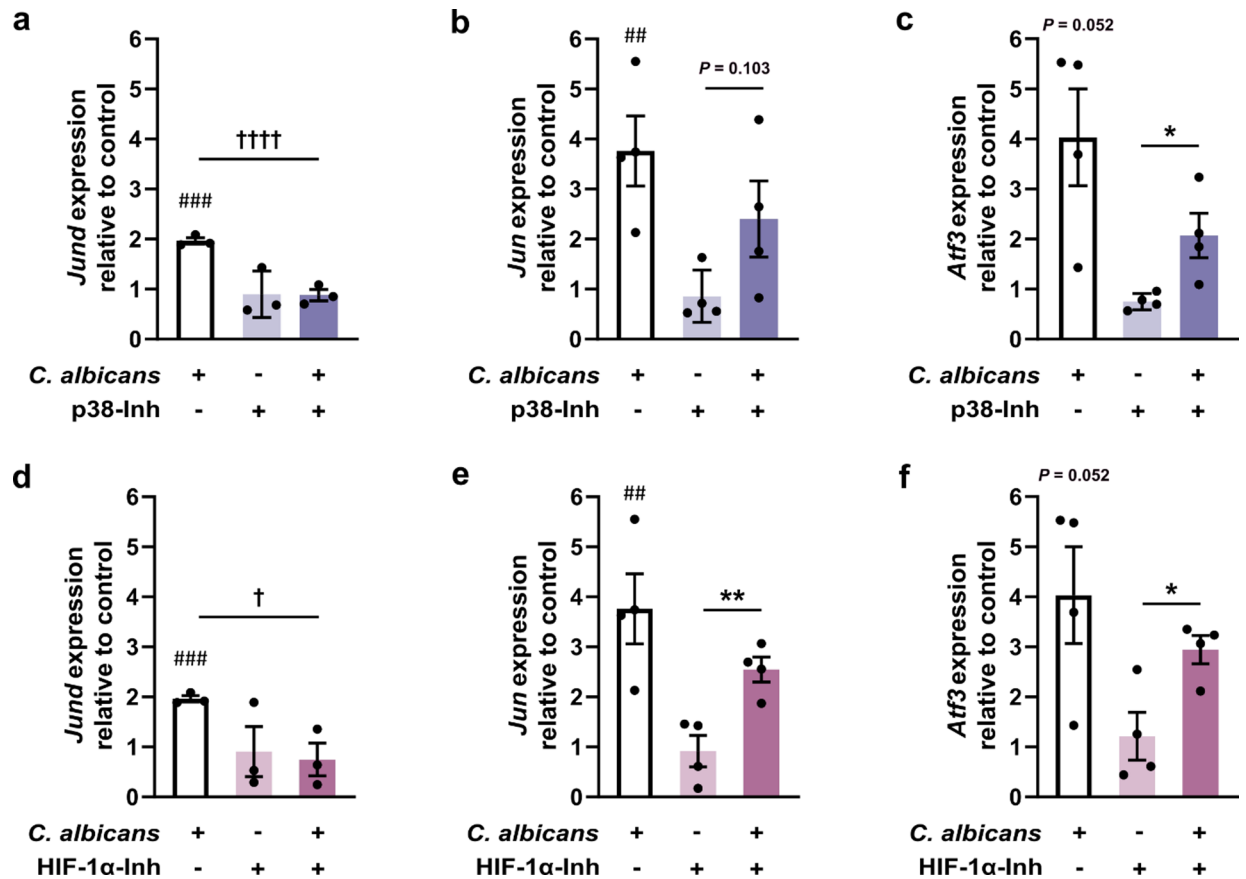 a
Jund expression
relative to control
6
5
4
3
2
1
0
††††
###
C. albicans + - +
p38-Inh - + +
b
Jun expression
relative to control
6
5
4
3
2
1
0
##
P = 0.103
C. albicans + - +
p38-Inh - + +
c
Atf3 expression
relative to control
6
5
4
3
2
1
0
P = 0.052
*
C. albicans + - +
p38-Inh - + +
d
Jund expression
relative to control
6
5
4
3
2
1
0
†
###
C. albicans + - +
HIF-1α-Inh - + +
e
Jun expression
relative to control
6
5
4
3
2
1
0
##
**
C. albicans + - +
HIF-1α-Inh - + +
f
Atf3 expression
relative to control
6
5
4
3
2
1
0
P = 0.052
*
C. albicans + - +
HIF-1α-Inh - + +